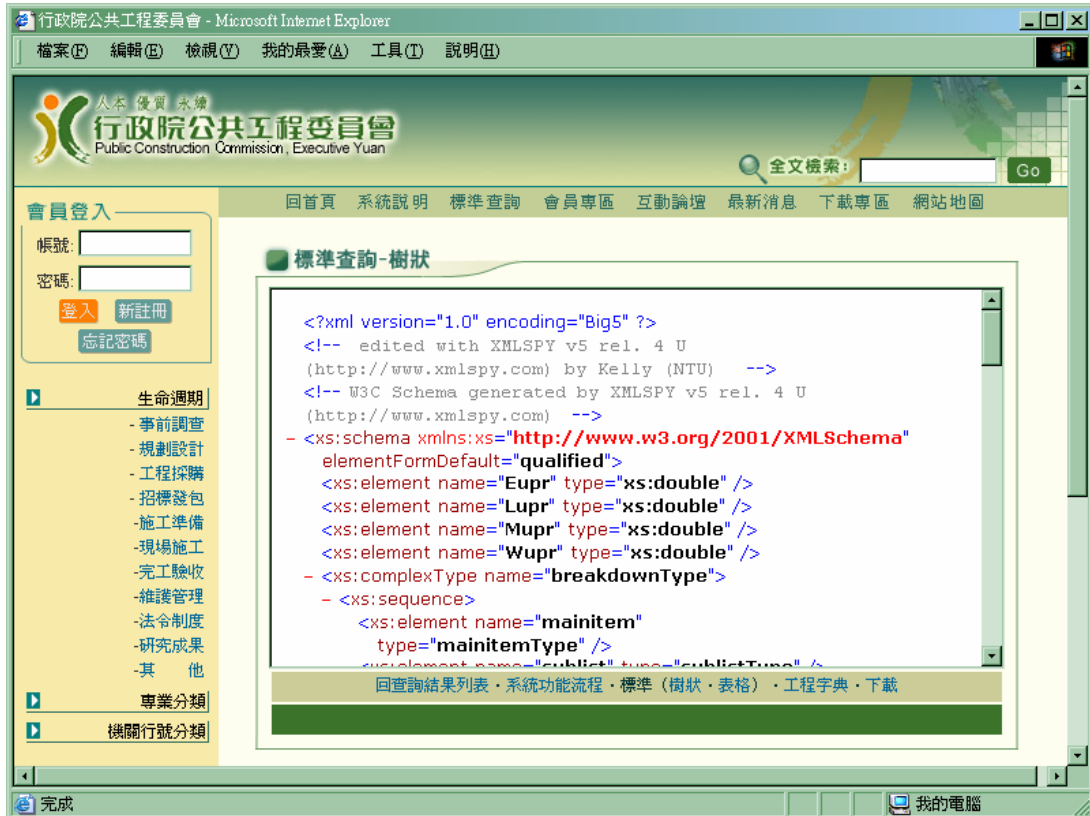 行政院公共工程委員會 - Microsoft Internet Explorer
檔案(F) 編輯(E) 檢視(V) 我的最愛(A) 工具(T) 說明(H)
人本 優質 永續
行政院公共工程委員會
Public Construction Commission, Executive Yuan
全文檢索: Go
回首頁 系統說明 標準查詢 會員專區 互動論壇 最新消息 下載專區 網站地圖
會員登入
帳號:
密碼:
登入 新註冊
忘記密碼
生命週期
- 事前調查
- 規劃設計
- 工程採購
- 招標發包
-施工準備
-現場施工
-完工驗收
-維護管理
-法令制度
-研究成果
-其 他
專業分類
機關行號分類
標準查詢-樹狀
<?xml version="1.0" encoding="Big5" ?>
<!-- edited with XMLSPY v5 rel. 4 U
(http://www.xmlspy.com) by Kelly (NTU) -->
<!-- W3C Schema generated by XMLSPY v5 rel. 4 U
(http://www.xmlspy.com) -->
- <xs:schema xmlns:xs="http://www.w3.org/2001/XMLSchema"
elementFormDefault="qualified">
<xs:element name="Eupr" type="xs:double" />
<xs:element name="Lupr" type="xs:double" />
<xs:element name="Mupr" type="xs:double" />
<xs:element name="Wupr" type="xs:double" />
- <xs:complexType name="breakdownType">
- <xs:sequence>
<xs:element name="mainitem"
type="mainitemType" />
<xs:element name="sublist" type="sublistType" />
回查詢結果列表・系統功能流程・標準（樹狀・表格）・工程字典・下載
完成 我的電腦